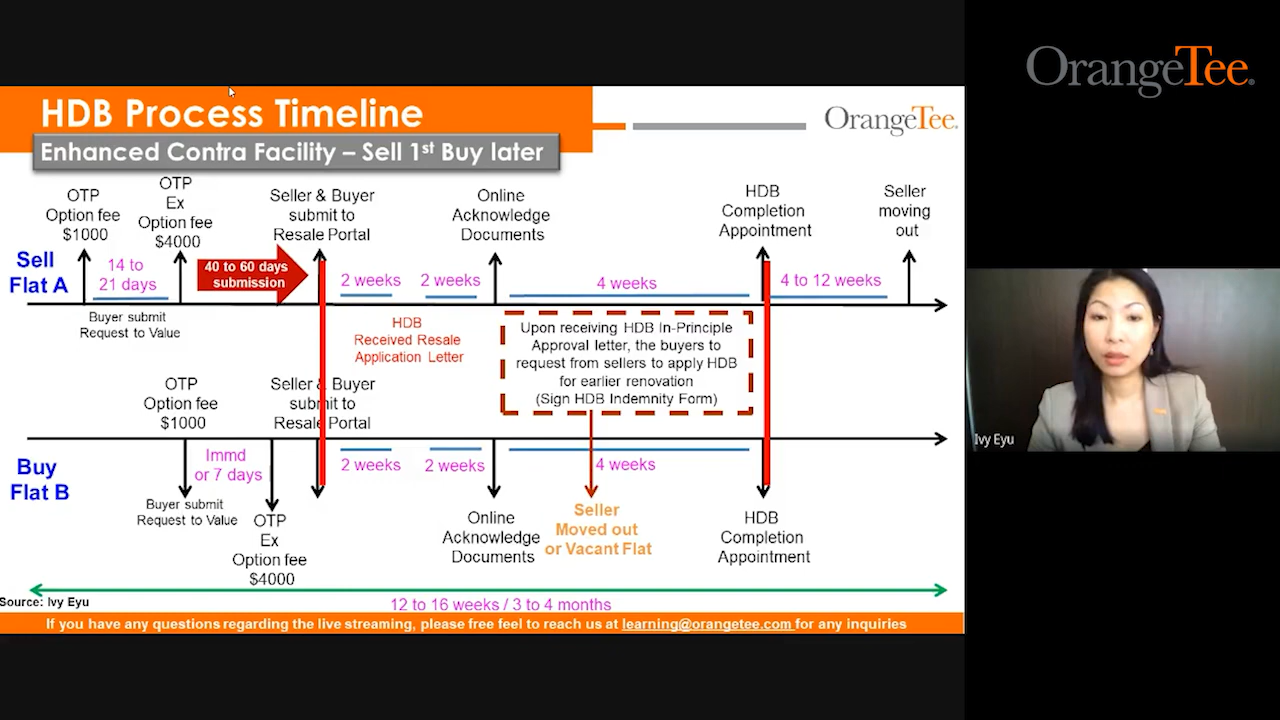 OrangeTee
HDB Process Timeline
OrangeTee
Enhanced Contra Facility – Sell 1st Buy later
OTP
Option fee
$1000
OTP
Ex
Option fee
$4000
Seller & Buyer
submit to
Resale Portal
Online
Acknowledge
Documents
HDB
Completion
Appointment
Seller
moving
out
Sell
Flat A
14 to
21 days
40 to 60 days
submission
2 weeks
2 weeks
4 weeks
4 to 12 weeks
Buyer submit
Request to Value
HDB
Received Resale
Application Letter
Upon receiving HDB In-Principle
Approval letter, the buyers to
request from sellers to apply HDB
for earlier renovation
(Sign HDB Indemnity Form)
OTP
Option fee
$1000
Seller & Buyer
submit to
Resale Portal
Buy
Flat B
Immd
or 7 days
2 weeks
2 weeks
4 weeks
Buyer submit
Request to Value
OTP
Ex
Option fee
$4000
Online
Acknowledge
Documents
Seller
Moved out
or Vacant Flat
HDB
Completion
Appointment
Source: Ivy Eyu
12 to 16 weeks / 3 to 4 months
If you have any questions regarding the live streaming, please free feel to reach us at learning@orangetee.com for any inquiries
Ivy Eyu